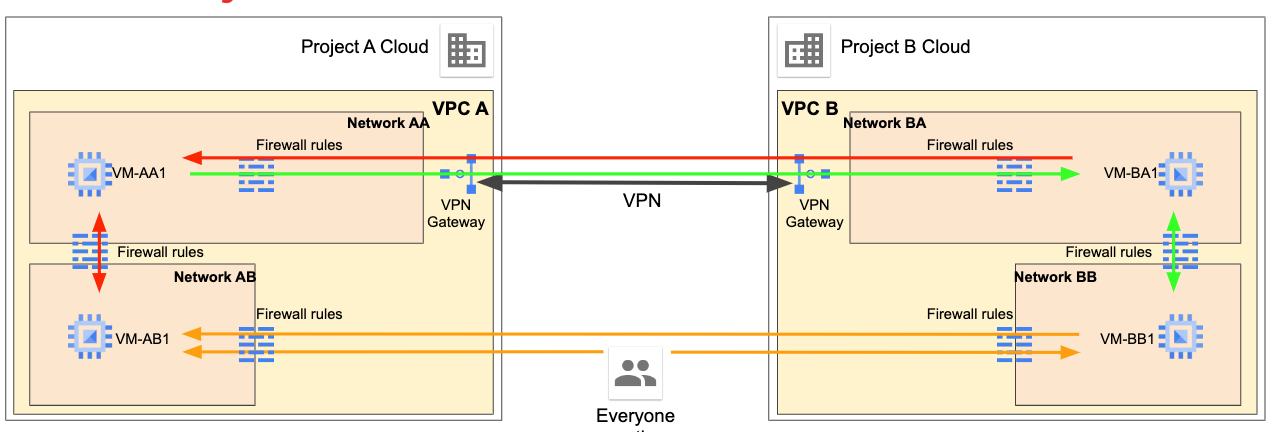 Project A Cloud
Project B Cloud
VPC A
VPC B
Network AA
Network BA
Firewall rules
Firewall rules
VM-AA1
VM-BA1
VPN
Gateway
VPN
VPN
Gateway
Firewall rules
Firewall rules
Network AB
Network BB
Firewall rules
Firewall rules
VM-AB1
VM-BB1
Everyone